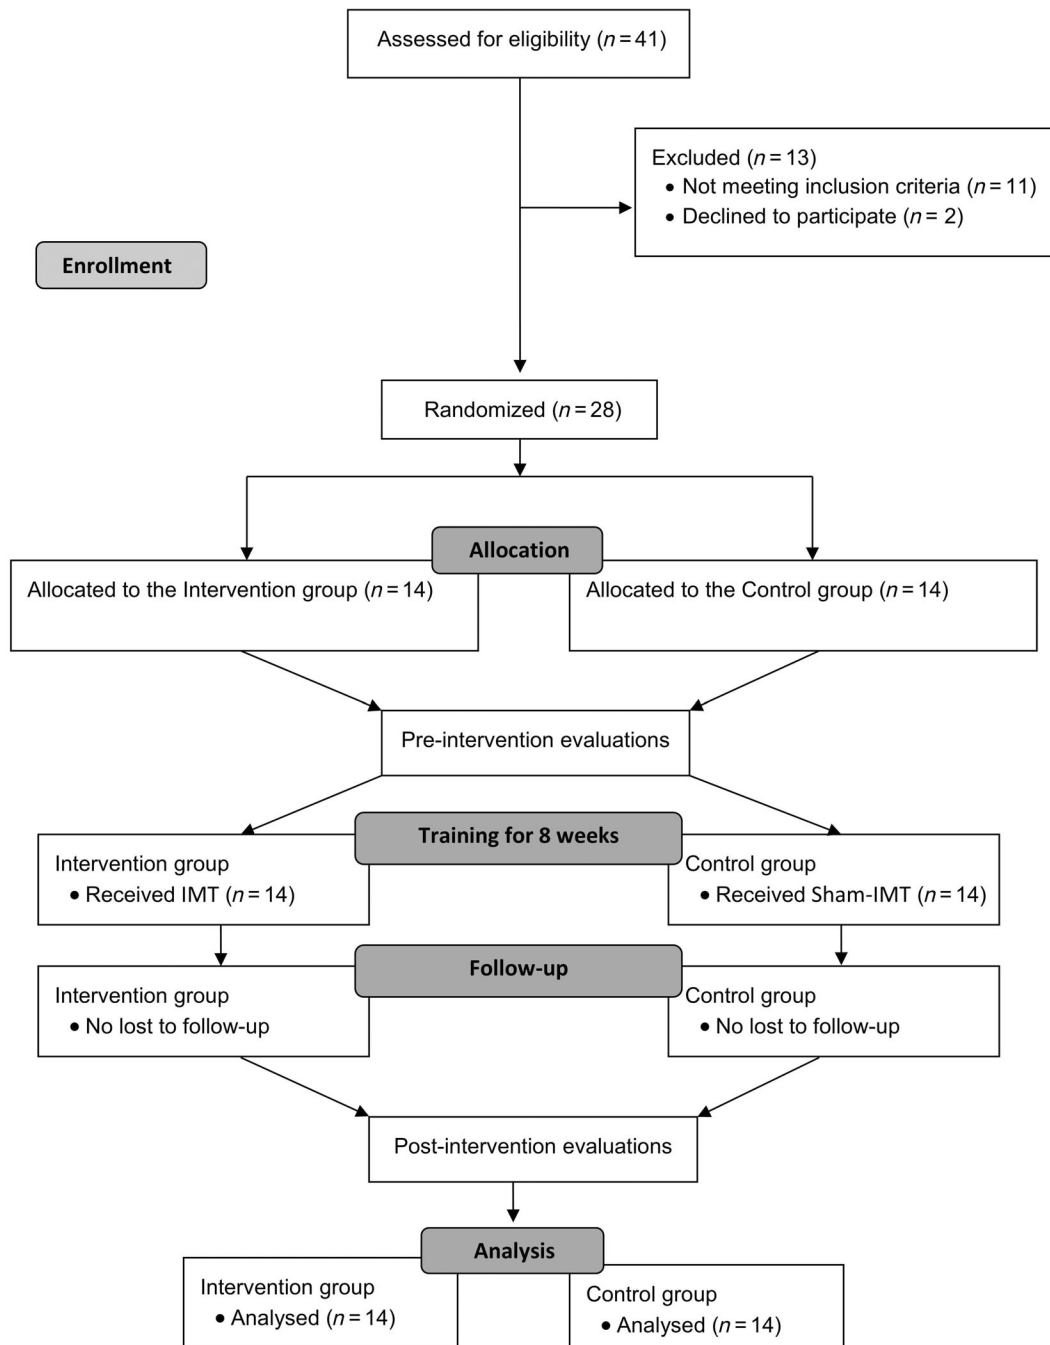 Assessed for eligibility (n = 41)
Excluded (n = 13)
• Not meeting inclusion criteria (n = 11)
• Declined to participate (n = 2)
Enrollment
Randomized (n = 28)
Allocation
Allocated to the Intervention group (n = 14)
Allocated to the Control group (n = 14)
Pre-intervention evaluations
Training for 8 weeks
Intervention group
• Received IMT (n = 14)
Control group
• Received Sham-IMT (n = 14)
Follow-up
Intervention group
• No lost to follow-up
Control group
• No lost to follow-up
Post-intervention evaluations
Analysis
Intervention group
• Analysed (n = 14)
Control group
• Analysed (n = 14)